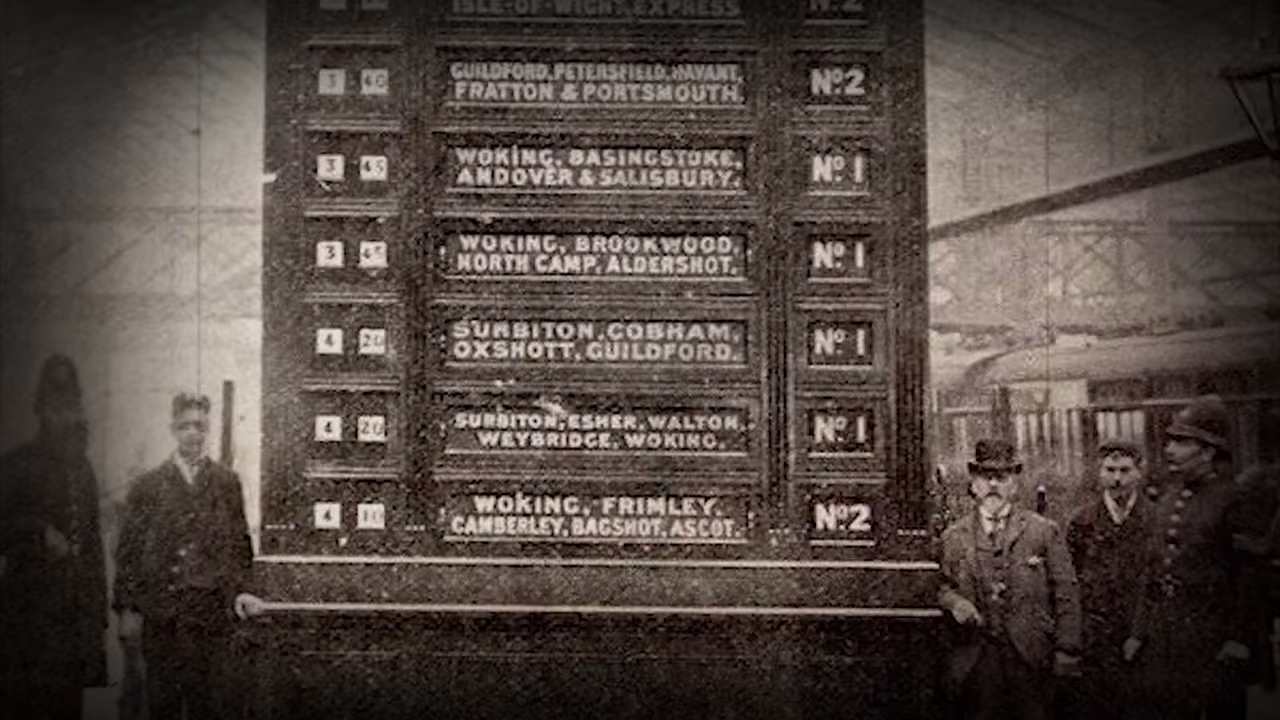 ISLE-OF-WIGHT EXPRESS
Nº2
3 40
GUILDFORD, PETERSFIELD, HAVANT,
FRATTON & PORTSMOUTH.
Nº2
3 45
WOKING, BASINGSTOKE,
ANDOVER & SALISBURY.
Nº1
3
WOKING, BROOKWOOD,
NORTH CAMP, ALDERSHOT.
Nº1
4 20
SURBITON, COBHAM,
OXSHOTT, GUILDFORD.
Nº1
4 20
SURBITON, ESHER, WALTON,
WEYBRIDGE, WOKING.
Nº1
4 10
WOKING, FRIMLEY,
CAMBERLEY, BAGSHOT, ASCOT.
Nº2